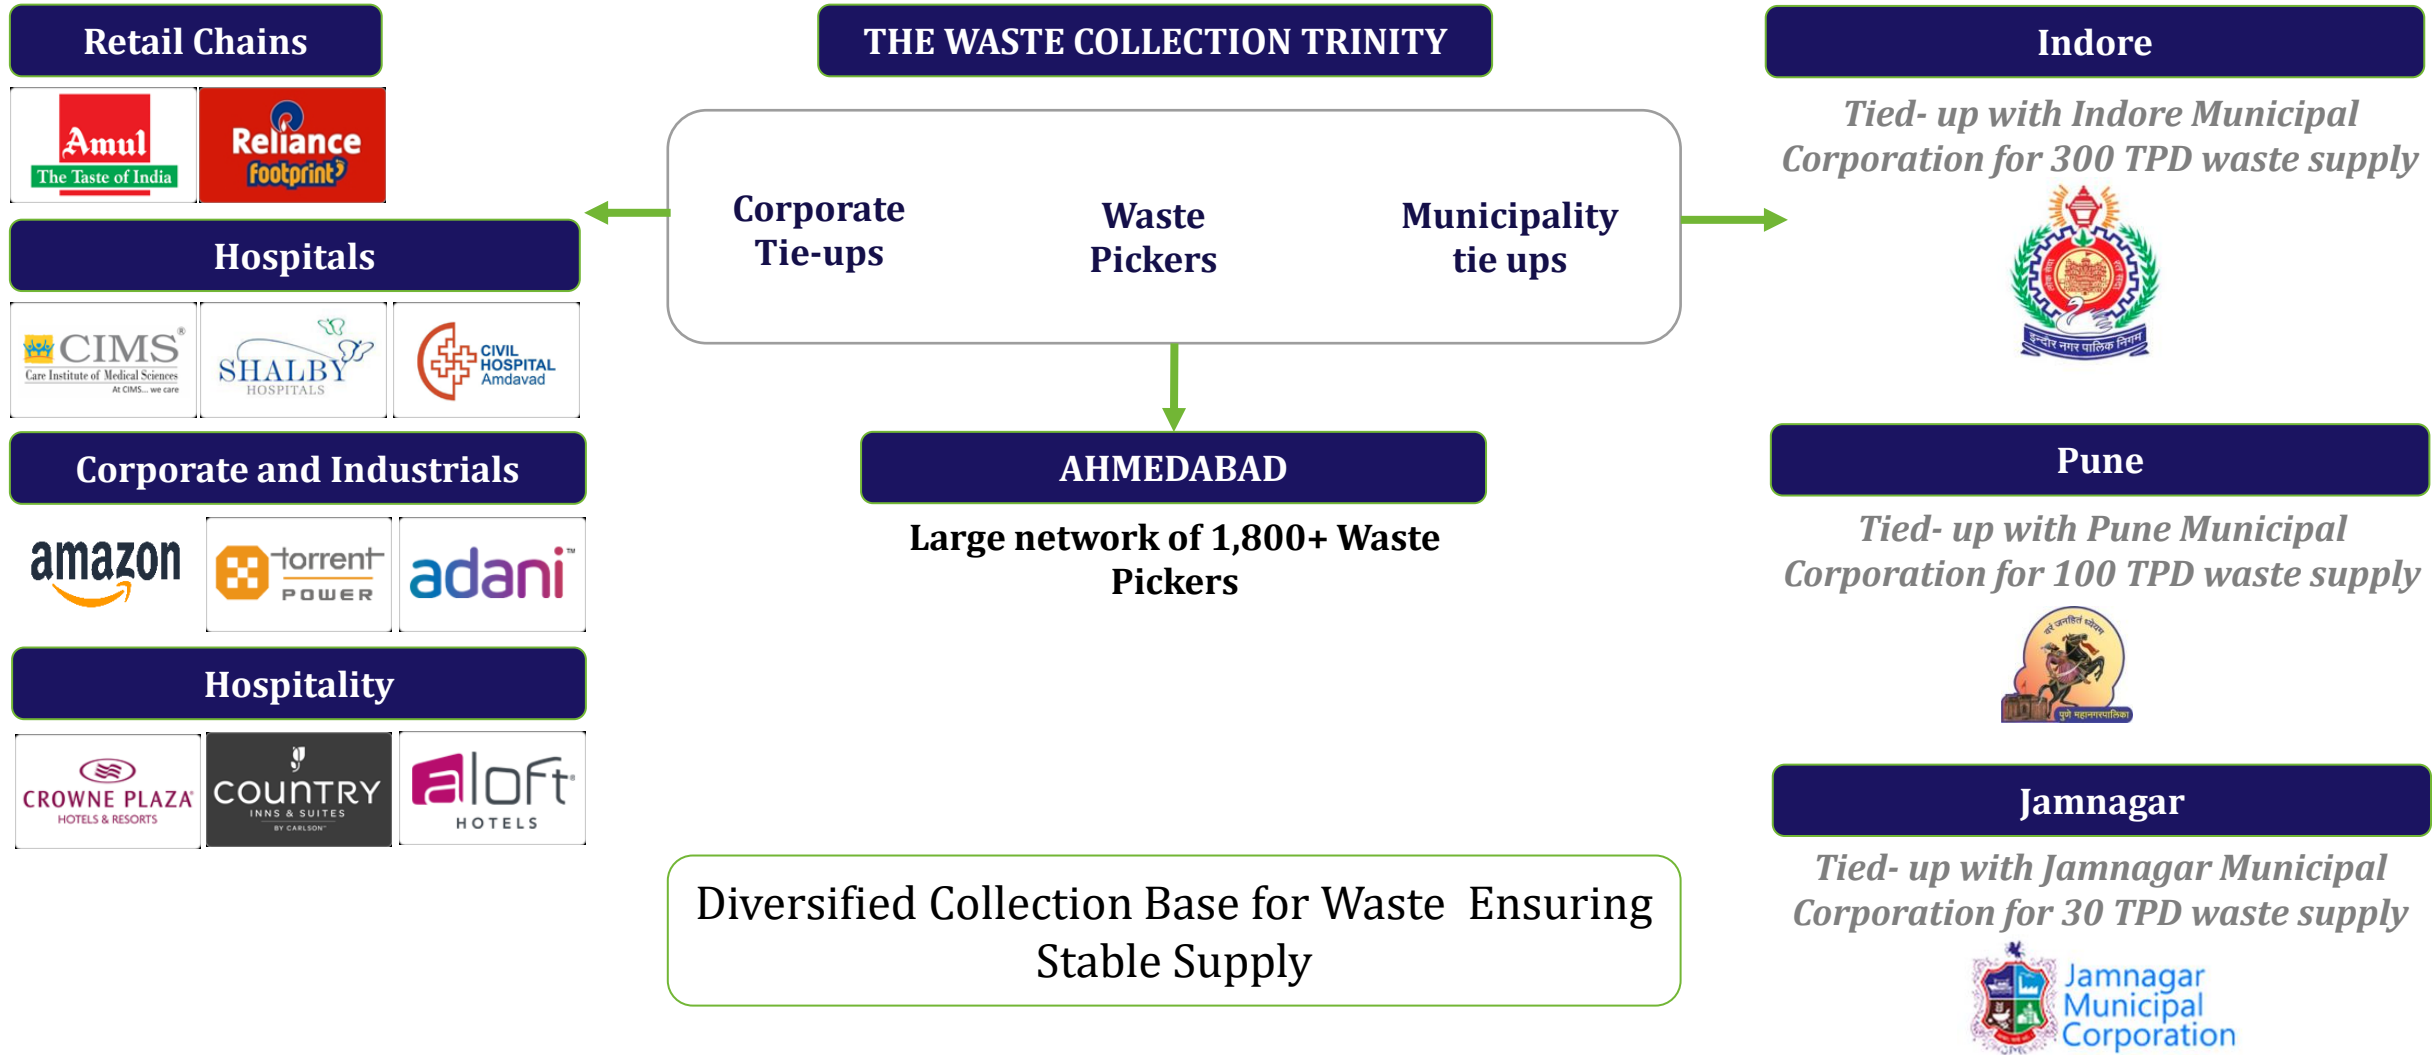 Retail Chains
Amul
The Taste of India
Reliance
footprint
Hospitals
CIMS®
Care Institute of Medical Sciences
At CIMS... we care
SHALBY
HOSPITALS
CIVIL
HOSPITAL
Amdavad
Corporate and Industrials
amazon
torrent
POWER
adani™
Hospitality
CROWNE PLAZA®
HOTELS & RESORTS
COUNTRY
INNS & SUITES
BY CARLSON™
aloft®
HOTELS
THE WASTE COLLECTION TRINITY
Corporate
Tie-ups
Waste
Pickers
Municipality
tie ups
AHMEDABAD
Large network of 1,800+ Waste
Pickers
Diversified Collection Base for Waste  Ensuring
Stable Supply
Indore
Tied- up with Indore Municipal
Corporation for 300 TPD waste supply
इन्दौर नगर पालिक निगम
Pune
Tied- up with Pune Municipal
Corporation for 100 TPD waste supply
वरं जनहितं ध्येयम
पुणे महानगरपालिका
Jamnagar
Tied- up with Jamnagar Municipal
Corporation for 30 TPD waste supply
Jamnagar
Municipal
Corporation